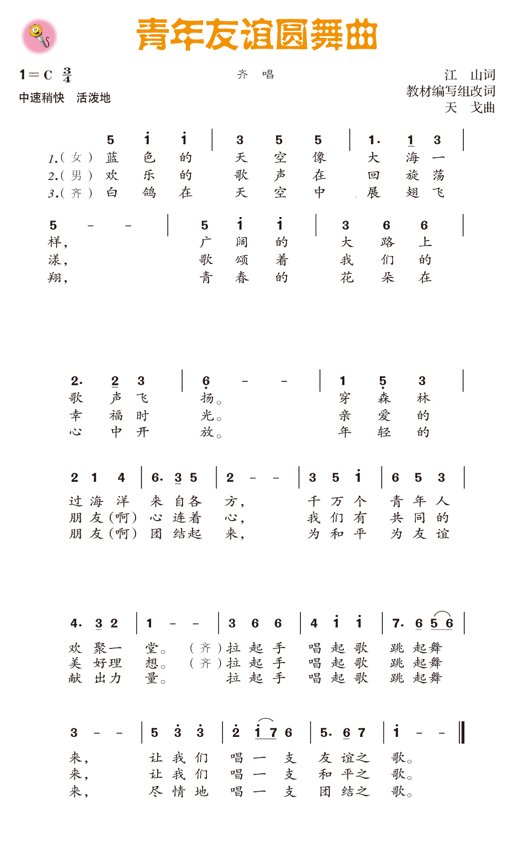 青年友谊圆舞曲
1=C 3/4
齐 唱
江 山词
教材编写组改词
天 戈曲
中速稍快 活泼地
5 1 1 | 3 5 5 | 1· 1 3
1.(女)蓝 色 的 天 空 像 大 海 一
2.(男)欢 乐 的 歌 声 在 回 旋 荡
3.(齐)白 鸽 在 天 空 中 展 翅 飞
5 - - | 5 1 1 | 3 6 6
样, 广 阔 的 大 路 上
漾, 歌 颂 着 我 们 的
翔, 青 春 的 花 朵 在
2· 2 3 | 6 - - | 1 5 3
歌 声 飞 扬。 穿 森 林
幸 福 时 光。 亲 爱 的
心 中 开 放。 年 轻 的
2 1 4 | 6· 3 5 | 2 - - | 3 5 1 | 6 5 3
过 海 洋 来 自 各 方, 千 万 个 青 年 人
朋 友(啊) 心 连 着 心, 我 们 有 共 同 的
朋 友(啊) 团 结 起 来, 为 和 平 为 友 谊
4· 3 2 | 1 - - | 3 6 6 | 4 1 1 | 7· 6 5 6
欢 聚 一 堂。 (齐)拉 起 手 唱 起 歌 跳 起 舞
美 好 理 想。 (齐)拉 起 手 唱 起 歌 跳 起 舞
献 出 力 量。 拉 起 手 唱 起 歌 跳 起 舞
3 - - | 5 3 3 | 2 1 7 6 | 5· 6 7 | 1 - -
来, 让 我 们 唱 一 支 友 谊 之 歌。
来, 让 我 们 唱 一 支 和 平 之 歌。
来, 尽 情 地 唱 一 支 团 结 之 歌。